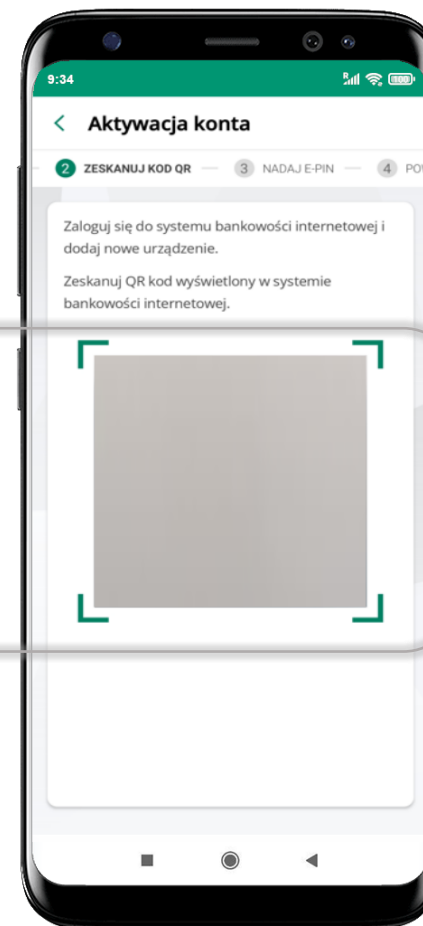 9:34
Aktywacja konta
2 ZESKANUJ KOD QR 3 NADAJ E-PIN 4
Zaloguj się do systemu bankowości internetowej i
dodaj nowe urządzenie.
Zeskanuj QR kod wyświetlony w systemie
bankowości internetowej.